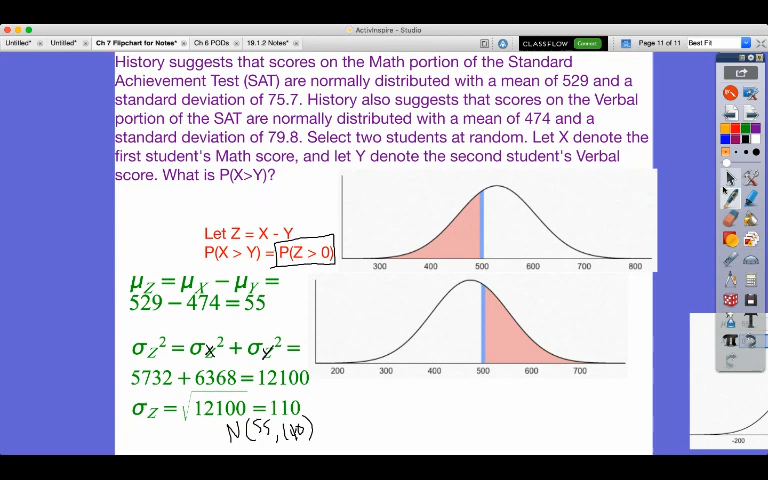 ActivInspire - Studio
Untitled* Untitled* Ch 7 Flipchart for Notes* Ch 6 PODs 19.1.2 Notes* CLASSFLOW Connect Page 11 of 11 Best Fit
History suggests that scores on the Math portion of the Standard
Achievement Test (SAT) are normally distributed with a mean of 529 and a
standard deviation of 75.7. History also suggests that scores on the Verbal
portion of the SAT are normally distributed with a mean of 474 and a
standard deviation of 79.8. Select two students at random. Let X denote the
first student's Math score, and let Y denote the second student's Verbal
score. What is P(X>Y)?
Let Z = X - Y
P(X > Y) = P(Z > 0)
300 400 500 600 700 800
μZ = μX − μY =
529 − 474 = 55
σZ² = σx² + σy² =
5732 + 6368 = 12100
σZ = √12100 = 110
N(55, 110)
200 300 400 500 600 700
-200